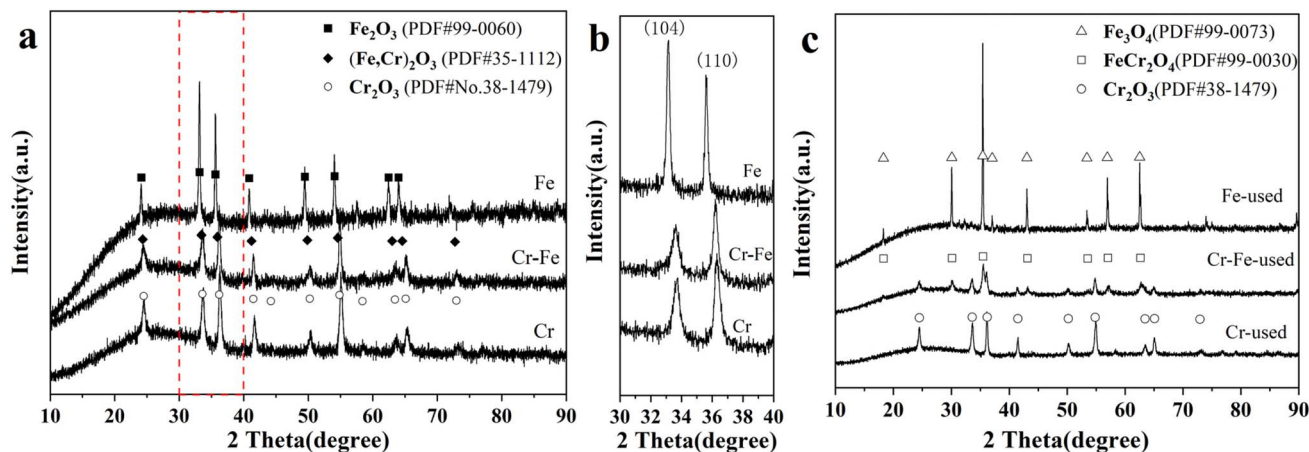 a
■ Fe₂O₃ (PDF#99-0060)
◆ (Fe,Cr)₂O₃ (PDF#35-1112)
○ Cr₂O₃ (PDF#No.38-1479)
Fe
Cr-Fe
Cr
Intensity(a.u.)
10 20 30 40 50 60 70 80 90
2 Theta(degree)
b
(104)
(110)
Fe
Cr-Fe
Cr
Intensity(a.u.)
30 32 34 36 38 40
2 Theta(degree)
c
△ Fe₃O₄(PDF#99-0073)
□ FeCr₂O₄(PDF#99-0030)
○ Cr₂O₃(PDF#38-1479)
Fe-used
Cr-Fe-used
Cr-used
Intensity(a.u.)
10 20 30 40 50 60 70 80 90
2 Theta(degree)